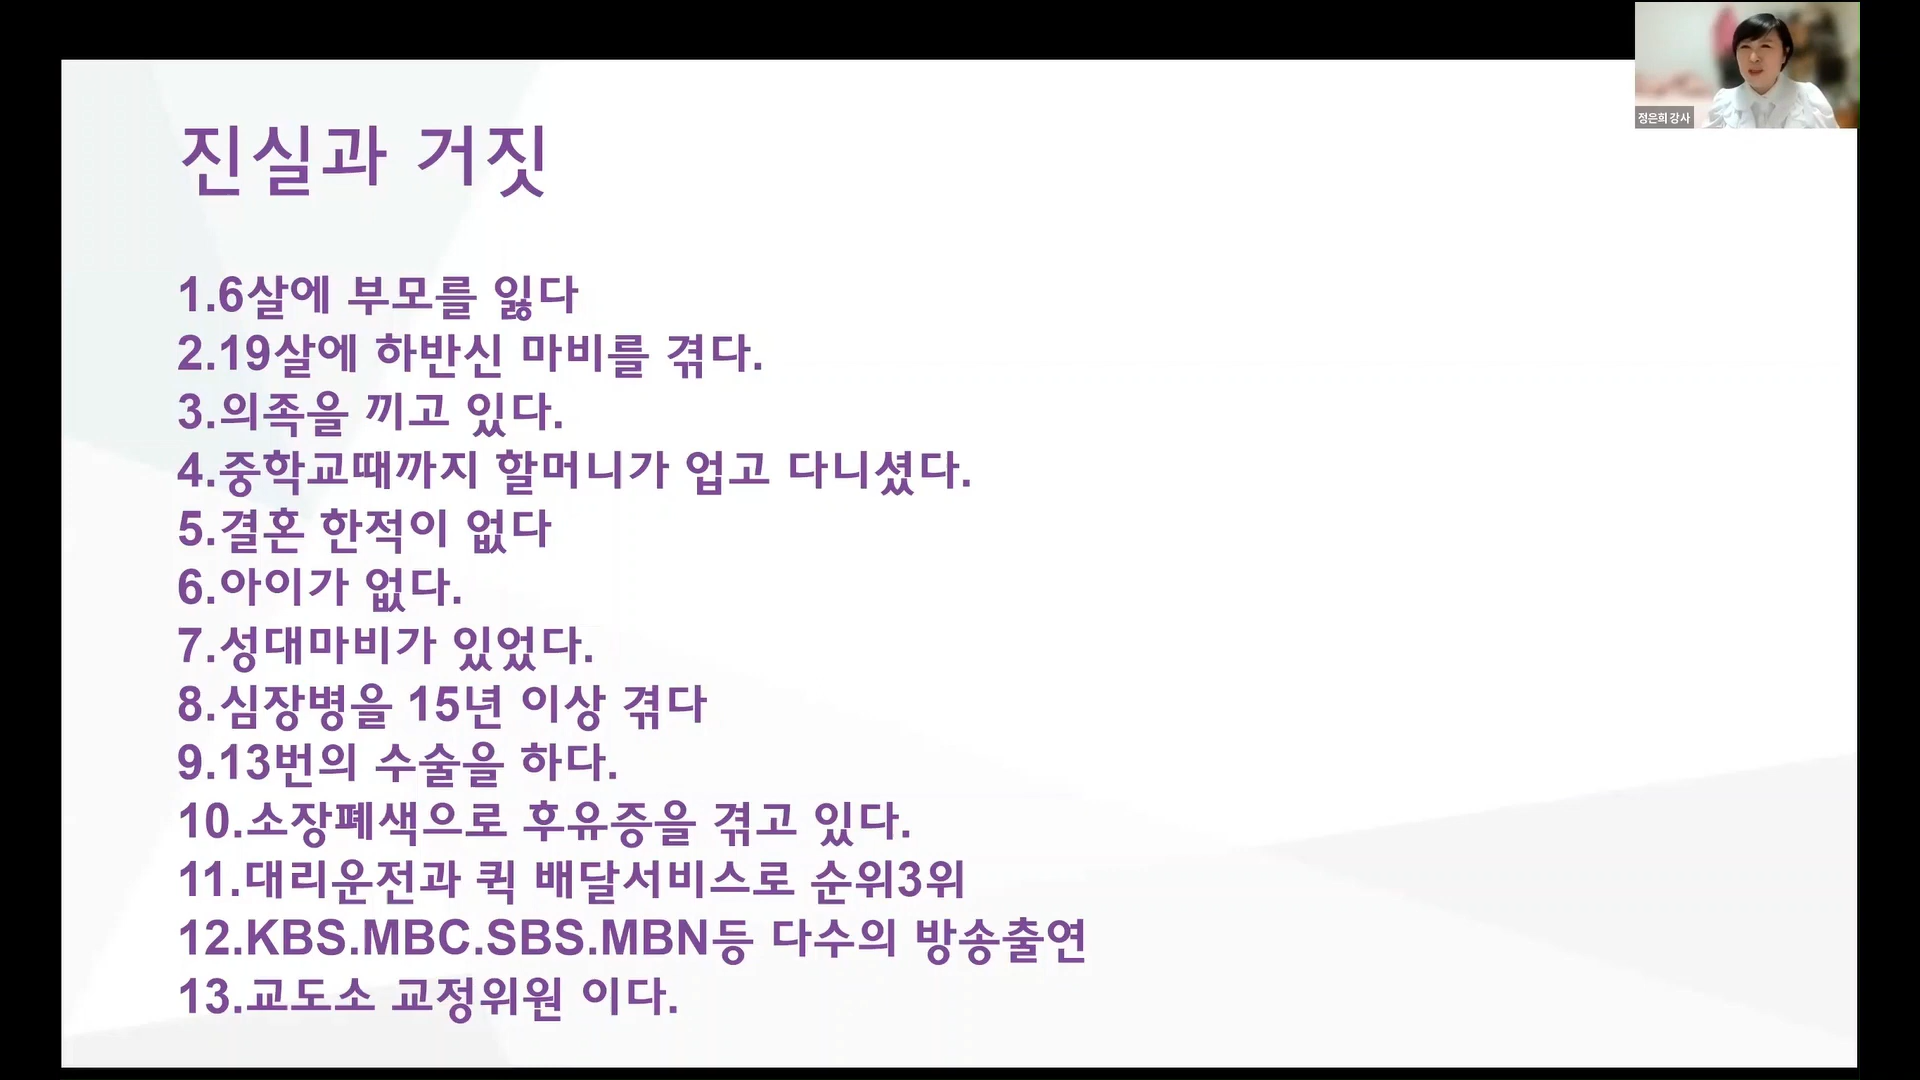 정은희 강사
진실과 거짓
1.6살에 부모를 잃다
2.19살에 하반신 마비를 겪다.
3.의족을 끼고 있다.
4.중학교때까지 할머니가 업고 다니셨다.
5.결혼 한적이 없다
6.아이가 없다.
7.성대마비가 있었다.
8.심장병을 15년 이상 겪다
9.13번의 수술을 하다.
10.소장폐색으로 후유증을 겪고 있다.
11.대리운전과 퀵 배달서비스로 순위3위
12.KBS.MBC.SBS.MBN등 다수의 방송출연
13.교도소 교정위원 이다.